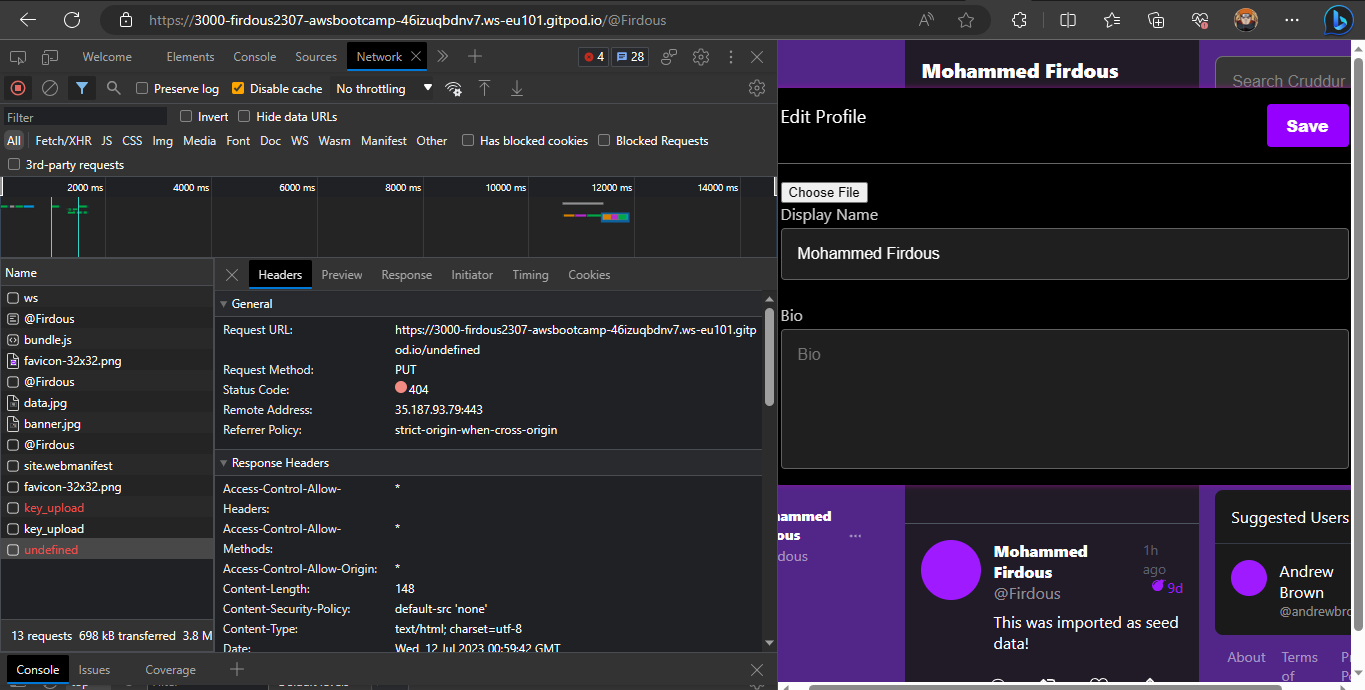 https://3000-firdous2307-awsbootcamp-46izuqbdnv7.ws-eu101.gitpod.io/@Firdous
Welcome Elements Console Sources Network 4 28
Preserve log Disable cache No throttling
Filter Invert Hide data URLs
All Fetch/XHR JS CSS Img Media Font Doc WS Wasm Manifest Other Has blocked cookies Blocked Requests
3rd-party requests
2000 ms 4000 ms 6000 ms 8000 ms 10000 ms 12000 ms 14000 ms
Name
ws
@Firdous
bundle.js
favicon-32x32.png
@Firdous
data.jpg
banner.jpg
@Firdous
site.webmanifest
favicon-32x32.png
key_upload
key_upload
undefined
13 requests 698 kB transferred 3.8 M
Headers Preview Response Initiator Timing Cookies
General
Request URL: https://3000-firdous2307-awsbootcamp-46izuqbdnv7.ws-eu101.gitp
od.io/undefined
Request Method: PUT
Status Code: 404
Remote Address: 35.187.93.79:443
Referrer Policy: strict-origin-when-cross-origin
Response Headers
Access-Control-Allow- *
Headers:
Access-Control-Allow- *
Methods:
Access-Control-Allow-Origin: *
Content-Length: 148
Content-Security-Policy: default-src 'none'
Content-Type: text/html; charset=utf-8
Date: Wed, 12 Jul 2023 00:59:42 GMT
Console Issues Coverage
top Filter Default levels
Mohammed Firdous
Search Cruddur
Edit Profile
Save
Choose File
Display Name
Mohammed Firdous
Bio
Bio
ammed
ous
dous
Mohammed
Firdous
@Firdous
1h
ago
9d
This was imported as seed
data!
Suggested Users
Andrew
Brown
@andrewbro
About Terms
of